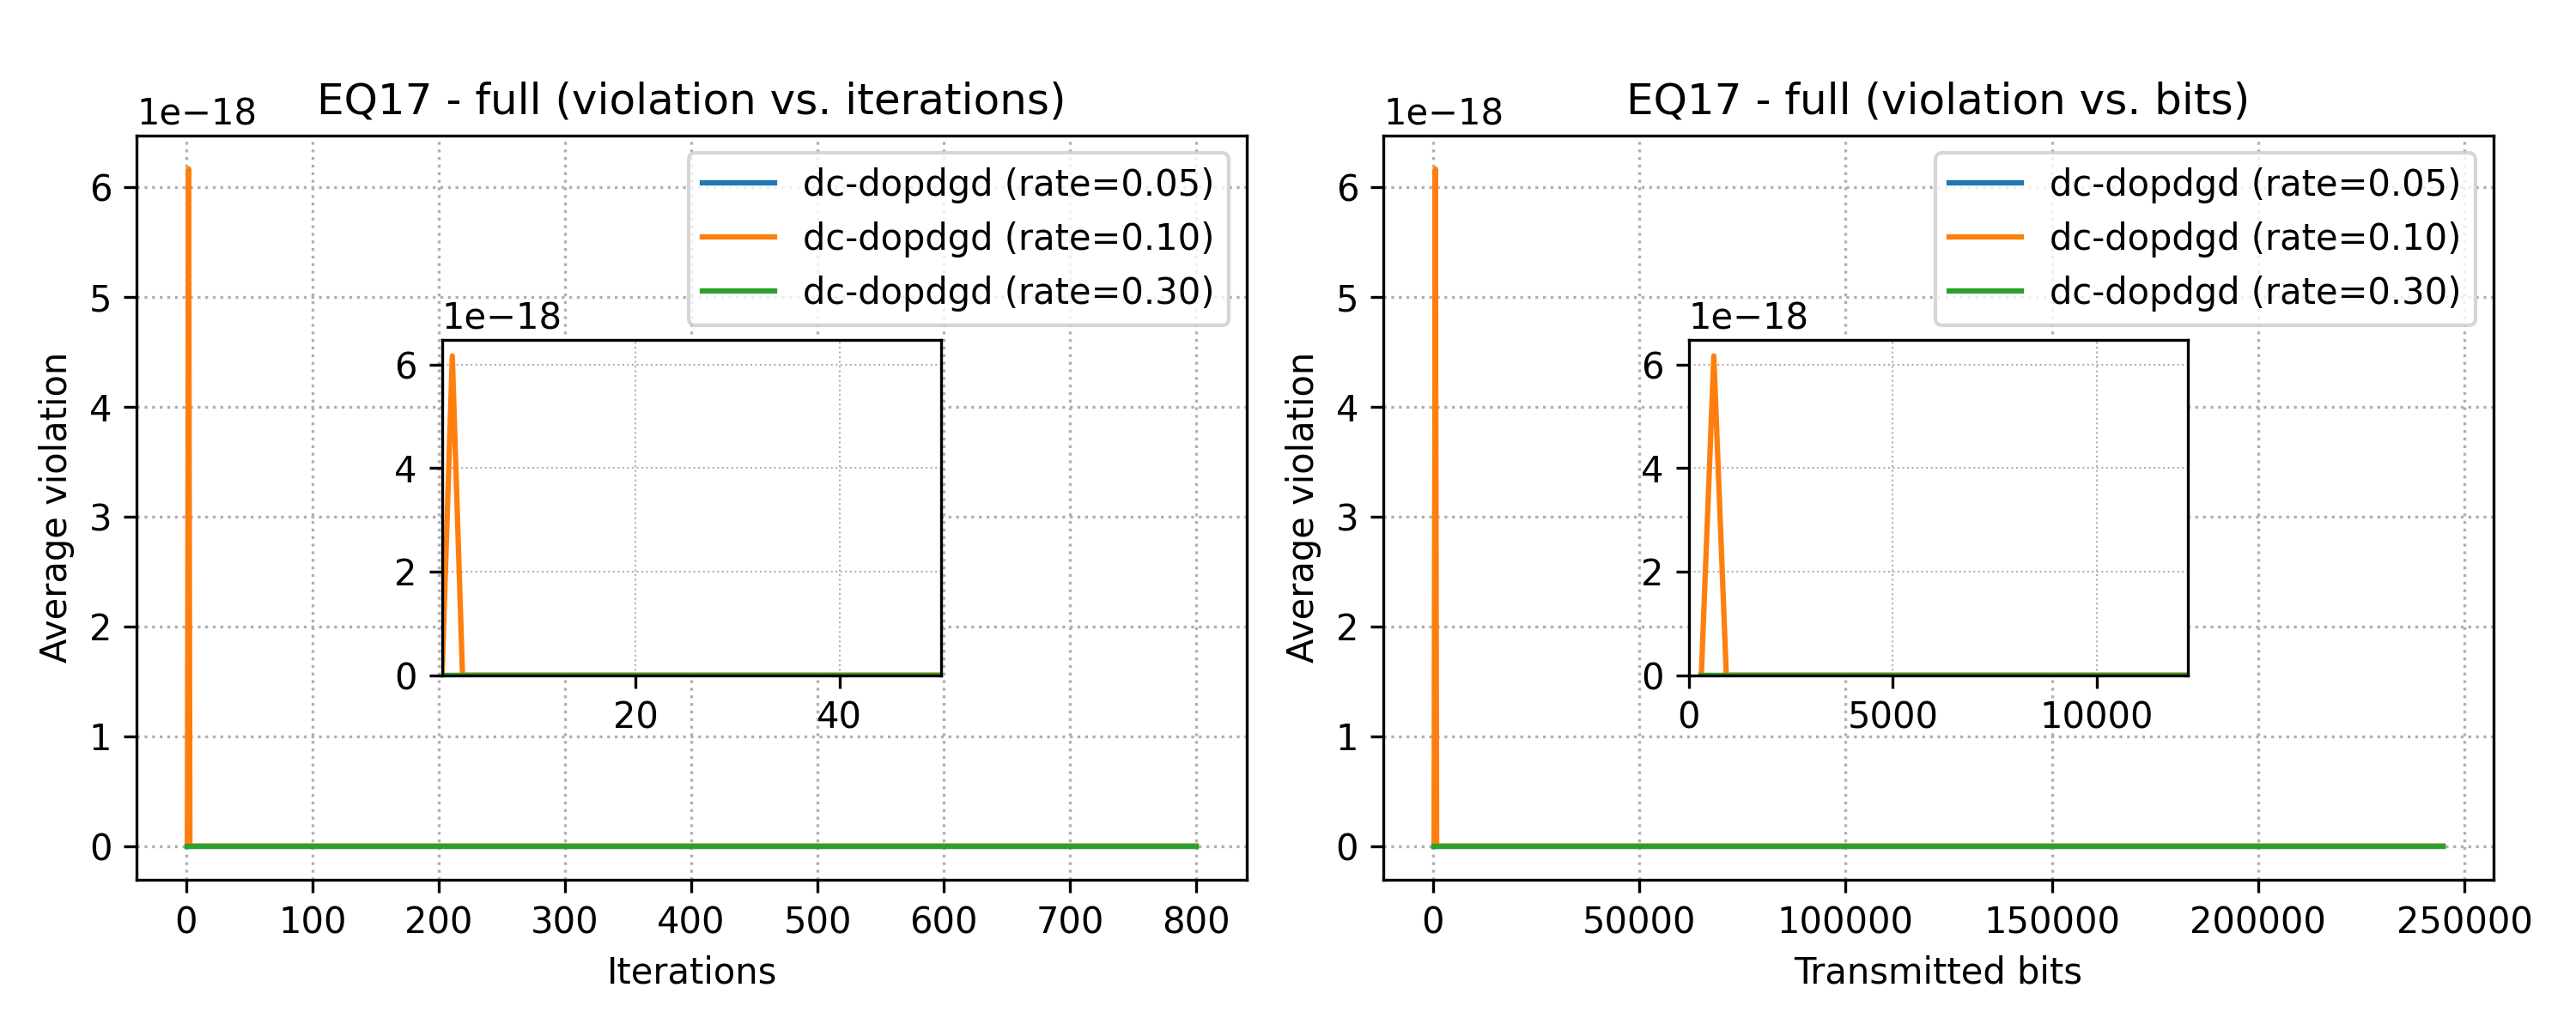 EQ17 - full (violation vs. iterations)
1e−18
6
5
4
3
2
1
0
Average violation
dc-dopdgd (rate=0.05)
dc-dopdgd (rate=0.10)
dc-dopdgd (rate=0.30)
1e−18
6
4
2
0
20 40
0 100 200 300 400 500 600 700 800
Iterations
EQ17 - full (violation vs. bits)
1e−18
6
5
4
3
2
1
0
Average violation
dc-dopdgd (rate=0.05)
dc-dopdgd (rate=0.10)
dc-dopdgd (rate=0.30)
1e−18
6
4
2
0
0 5000 10000
0 50000 100000 150000 200000 250000
Transmitted bits